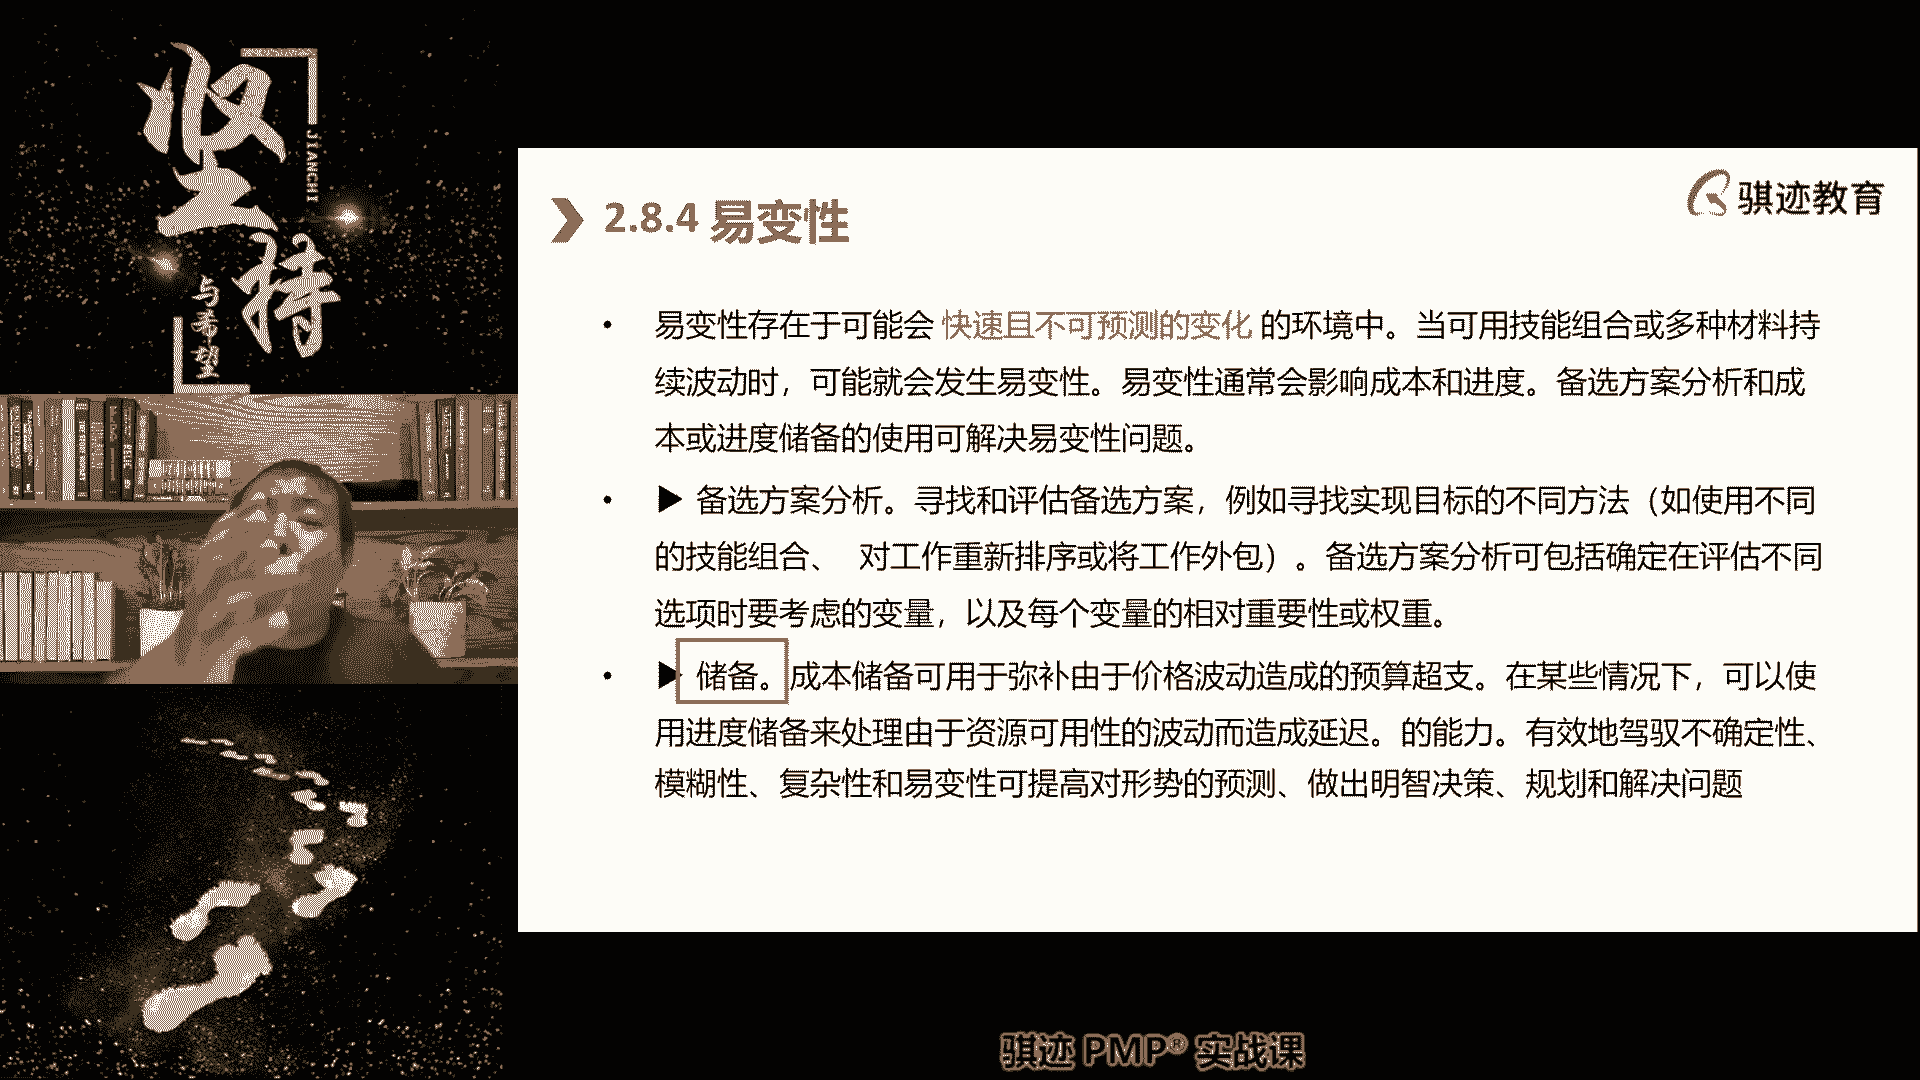 坚持
JIANCHI
与希望
骐迹教育
2.8.4 易变性
• 易变性存在于可能会 快速且不可预测的变化 的环境中。当可用技能组合或多种材料持
续波动时，可能就会发生易变性。易变性通常会影响成本和进度。备选方案分析和成
本或进度储备的使用可解决易变性问题。
• ▶ 备选方案分析。寻找和评估备选方案，例如寻找实现目标的不同方法（如使用不同
的技能组合、 对工作重新排序或将工作外包）。备选方案分析可包括确定在评估不同
选项时要考虑的变量，以及每个变量的相对重要性或权重。
• ▶ 储备。成本储备可用于弥补由于价格波动造成的预算超支。在某些情况下，可以使
用进度储备来处理由于资源可用性的波动而造成延迟。的能力。有效地驾驭不确定性、
模糊性、复杂性和易变性可提高对形势的预测、做出明智决策、规划和解决问题
骐迹 PMP® 实战课